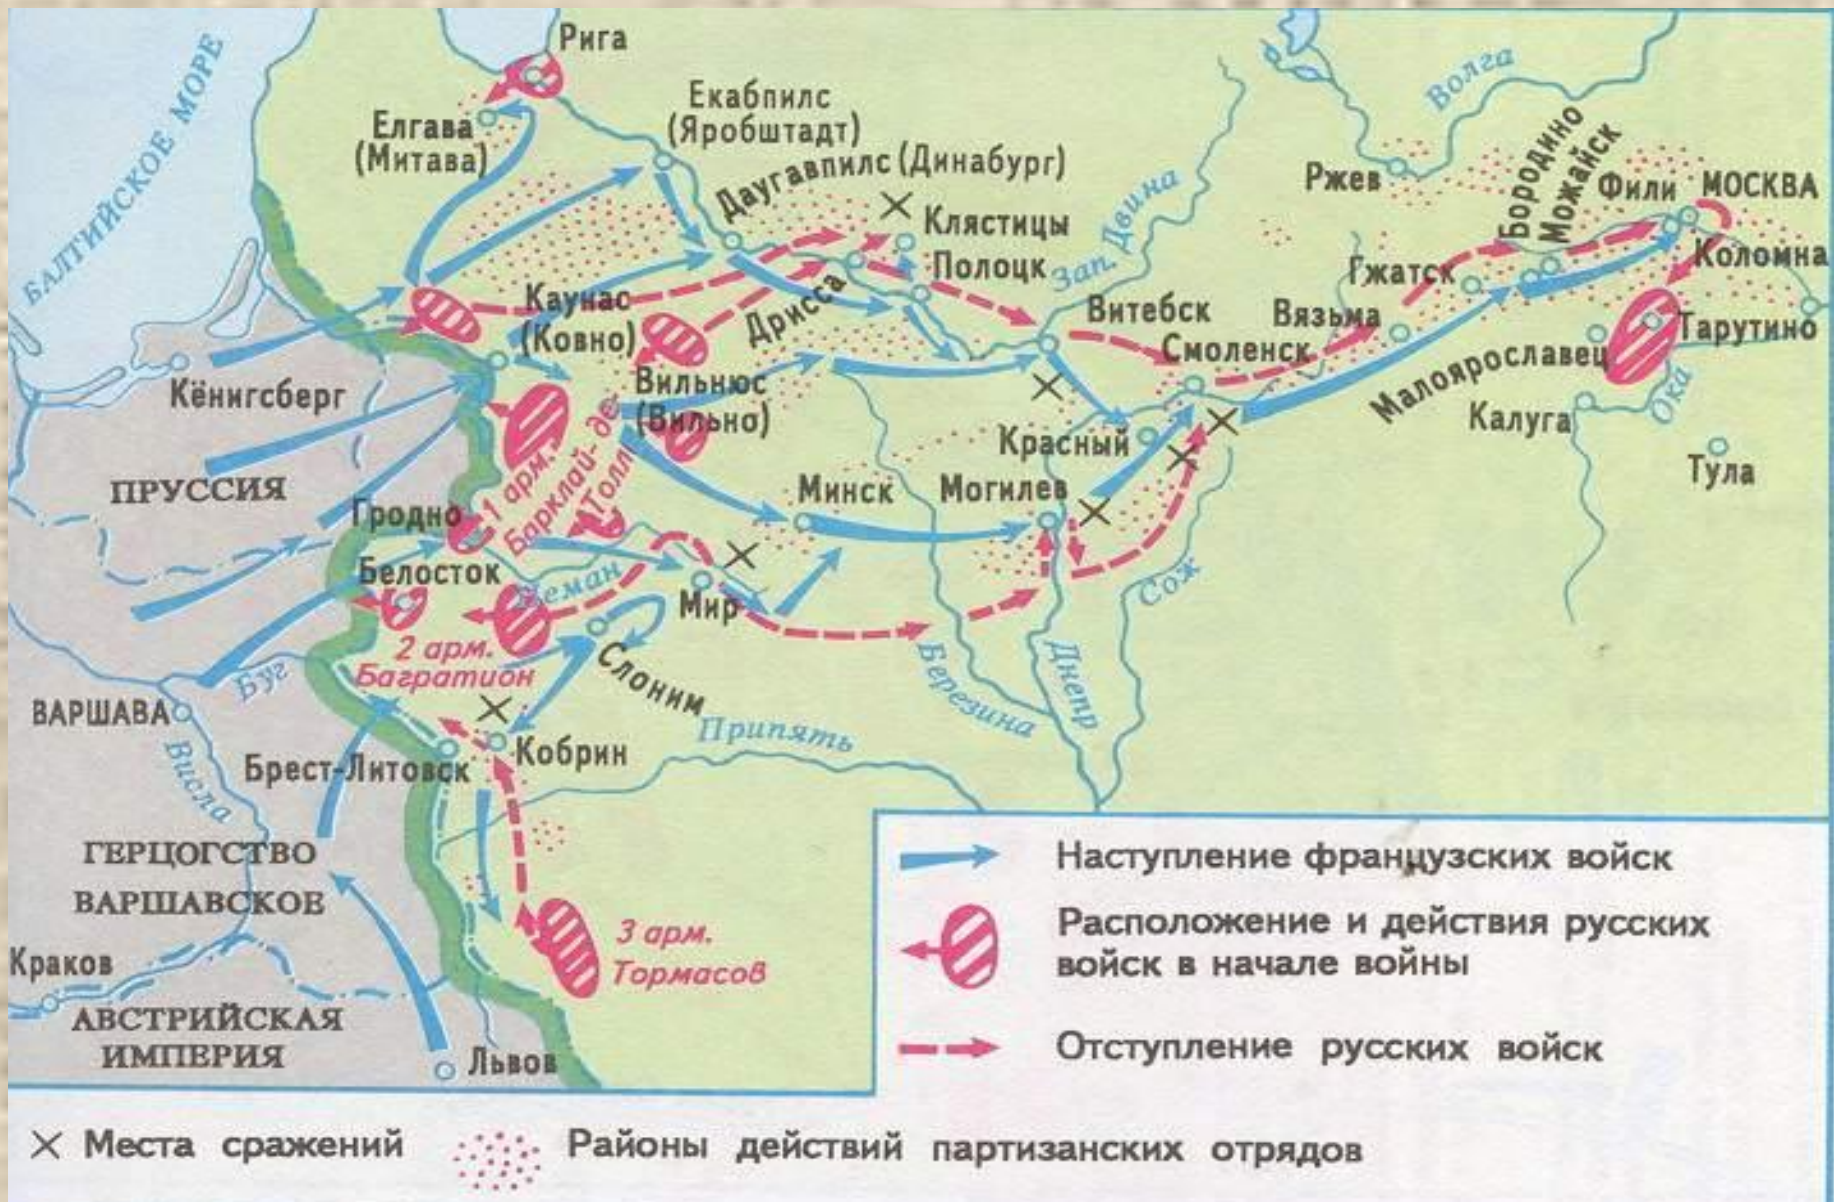 Рига
Елгава
(Митава)
Екабпилс
(Яробштадт)
Даугавпилс (Динабург)
Клястицы
Полоцк
Зап. Двина
Волга
Ржев
Бородино
Можайск
Фили
МОСКВА
Коломна
Гжатск
Тарутино
Малоярославец
Вязьма
Смоленск
Витебск
Дрисса
Каунас
(Ковно)
Вильнюс
(Вильно)
БАЛТИЙСКОЕ МОРЕ
Кёнигсберг
ПРУССИЯ
Гродно
1 арм.
Барклай-де-
Толли
Белосток
Неман
Мир
Минск
Могилев
Красный
Калуга
Ока
Тула
Сож
Днепр
Березина
Припять
Слоним
2 арм.
Багратион
Буг
ВАРШАВА
Висла
Брест-Литовск
Кобрин
ГЕРЦОГСТВО
ВАРШАВСКОЕ
Краков
АВСТРИЙСКАЯ
ИМПЕРИЯ
Львов
3 арм.
Тормасов
Наступление французских войск
Расположение и действия русских
войск в начале войны
Отступление русских войск
Места сражений
Районы действий партизанских отрядов